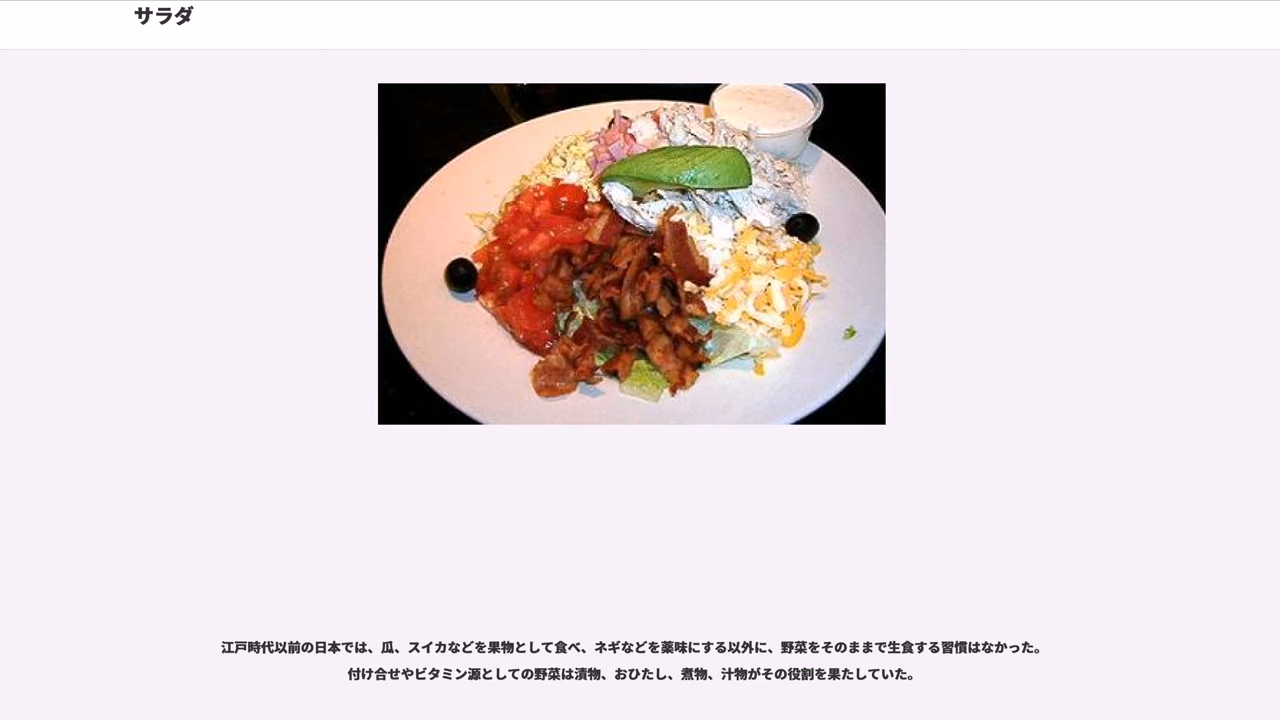 サラダ
江戸時代以前の日本では、瓜、スイカなどを果物として食べ、ネギなどを薬味にする以外に、野菜をそのままで生食する習慣はなかった。
付け合せやビタミン源としての野菜は漬物、おひたし、煮物、汁物がその役割を果たしていた。